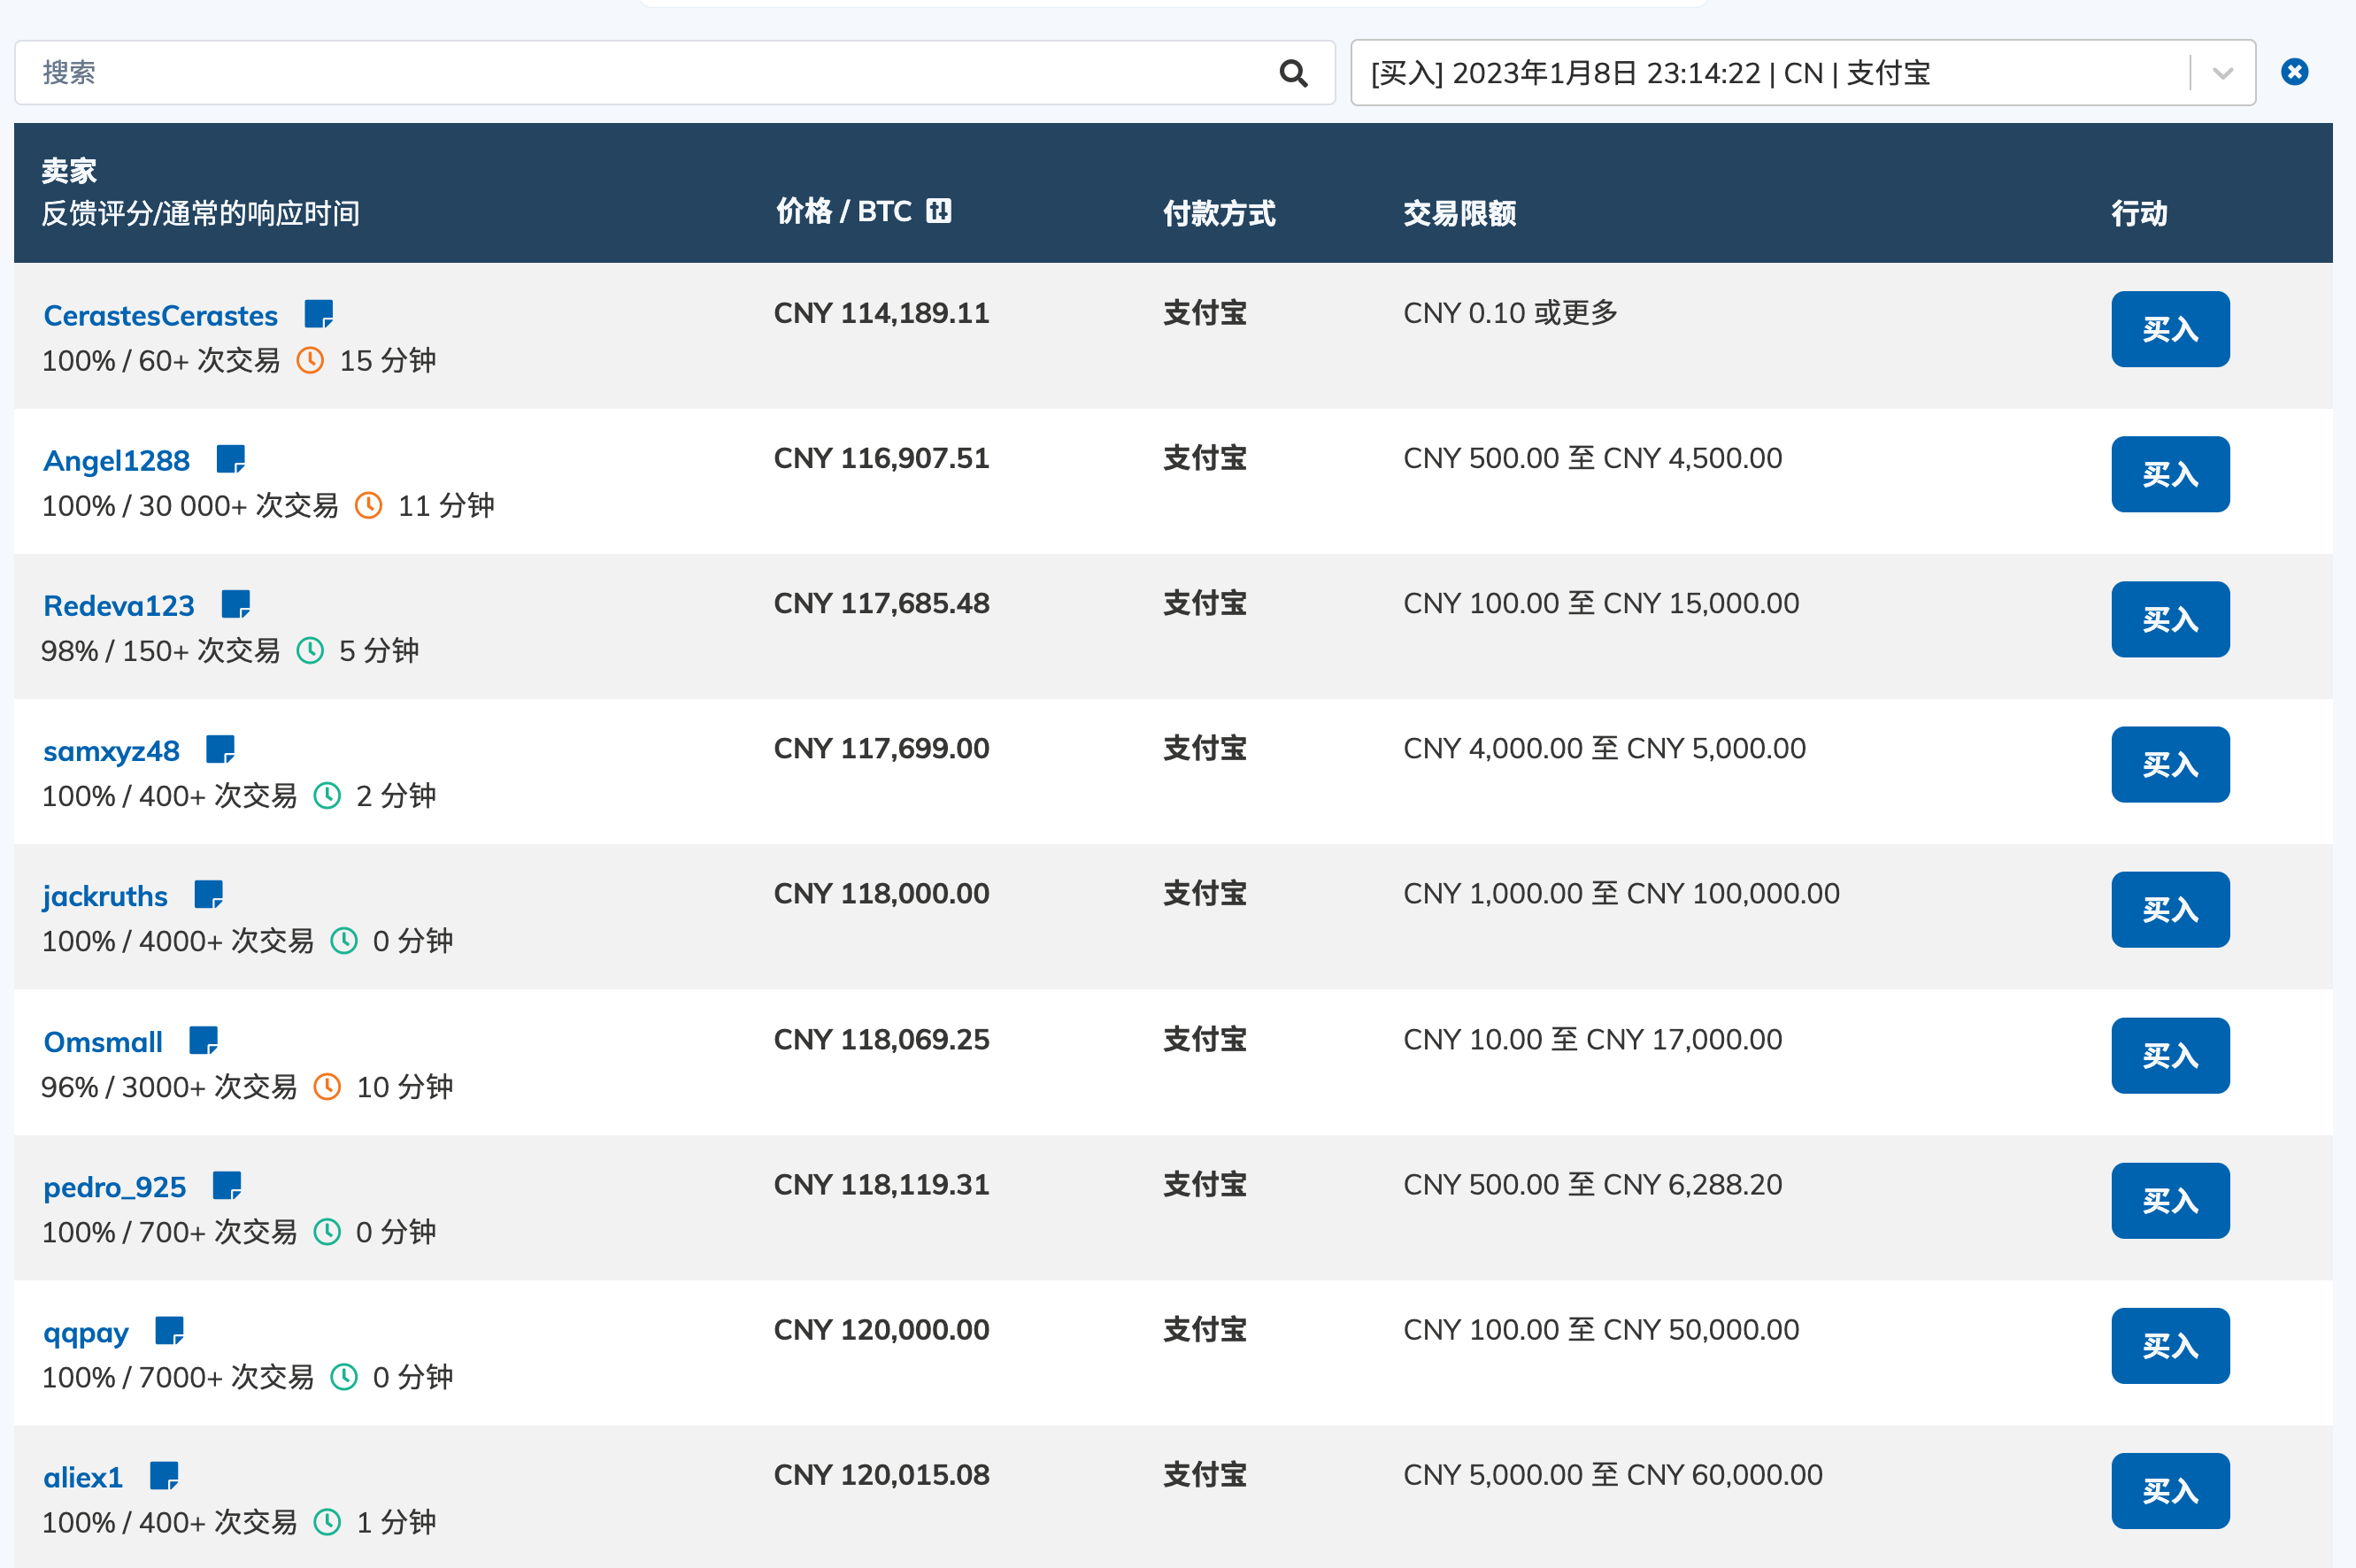 搜索
[买入] 2023年1月8日 23:14:22 | CN | 支付宝
卖家
反馈评分/通常的响应时间
价格 / BTC
付款方式
交易限额
行动
CerastesCerastes
100% / 60+ 次交易 15 分钟
CNY 114,189.11
支付宝
CNY 0.10 或更多
买入
Angel1288
100% / 30 000+ 次交易 11 分钟
CNY 116,907.51
支付宝
CNY 500.00 至 CNY 4,500.00
买入
Redeva123
98% / 150+ 次交易 5 分钟
CNY 117,685.48
支付宝
CNY 100.00 至 CNY 15,000.00
买入
samxyz48
100% / 400+ 次交易 2 分钟
CNY 117,699.00
支付宝
CNY 4,000.00 至 CNY 5,000.00
买入
jackruths
100% / 4000+ 次交易 0 分钟
CNY 118,000.00
支付宝
CNY 1,000.00 至 CNY 100,000.00
买入
Omsmall
96% / 3000+ 次交易 10 分钟
CNY 118,069.25
支付宝
CNY 10.00 至 CNY 17,000.00
买入
pedro_925
100% / 700+ 次交易 0 分钟
CNY 118,119.31
支付宝
CNY 500.00 至 CNY 6,288.20
买入
qqpay
100% / 7000+ 次交易 0 分钟
CNY 120,000.00
支付宝
CNY 100.00 至 CNY 50,000.00
买入
aliex1
100% / 400+ 次交易 1 分钟
CNY 120,015.08
支付宝
CNY 5,000.00 至 CNY 60,000.00
买入